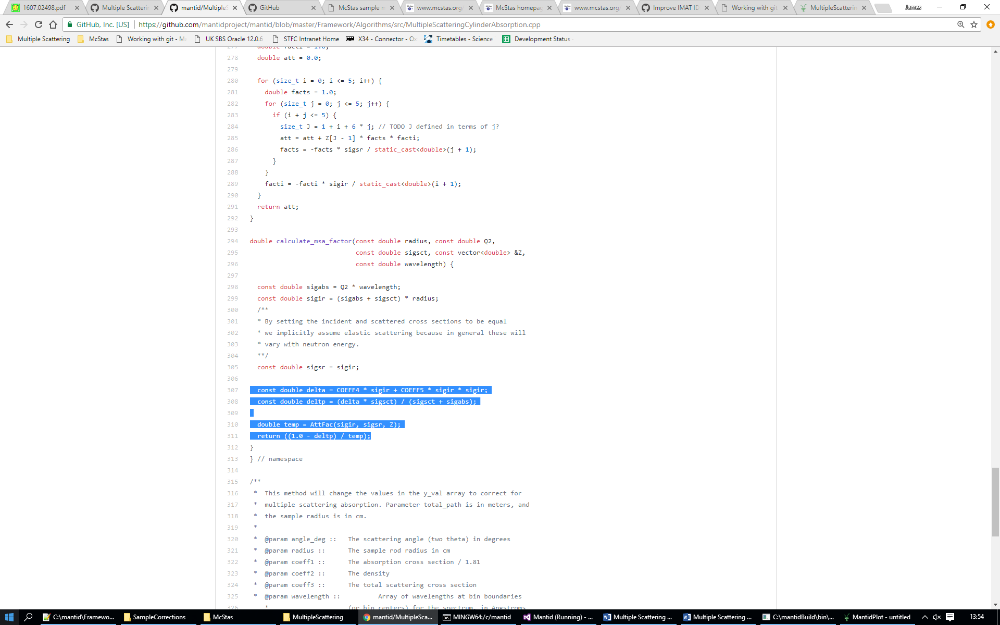 1607.02498.pdf
Multiple Scatterin
mantid/MultipleS
GitHub
McStas sample m
www.mcstas.org/
McStas homepag
www.mcstas.org/
Improve IMAT ID
Working with git
MultipleScatterin
James
GitHub, Inc. [US]
https://github.com/mantidproject/mantid/blob/master/Framework/Algorithms/src/MultipleScatteringCylinderAbsorption.cpp
Multiple Scattering
McStas
Working with git - Ma
UK SBS Oracle 12.0.6
STFC Intranet Home
X34 - Connector - Ox
Timetables - Science
Development Status -
277 double facti = 1.0;
278 double att = 0.0;
279
280 for (size_t i = 0; i <= 5; i++) {
281 double facts = 1.0;
282 for (size_t j = 0; j <= 5; j++) {
283 if (i + j <= 5) {
284 size_t J = 1 + i + 6 * j; // TODO J defined in terms of j?
285 att = att + Z[J - 1] * facts * facti;
286 facts = -facts * sigsr / static_cast<double>(j + 1);
287 }
288 }
289 facti = -facti * sigir / static_cast<double>(i + 1);
290 }
291 return att;
292 }
293
294 double calculate_msa_factor(const double radius, const double Q2,
295 const double sigsct, const vector<double> &Z,
296 const double wavelength) {
297
298 const double sigabs = Q2 * wavelength;
299 const double sigir = (sigabs + sigsct) * radius;
300 /**
301 * By setting the incident and scattered cross sections to be equal
302 * we implicitly assume elastic scattering because in general these will
303 * vary with neutron energy.
304 **/
305 const double sigsr = sigir;
306
307 const double delta = COEFF4 * sigir + COEFF5 * sigir * sigir;
308 const double deltp = (delta * sigsct) / (sigsct + sigabs);
309
310 double temp = AttFac(sigir, sigsr, Z);
311 return ((1.0 - deltp) / temp);
312 }
313 } // namespace
314
315 /**
316 * This method will change the values in the y_val array to correct for
317 * multiple scattering absorption. Parameter total_path is in meters, and
318 * the sample radius is in cm.
319 *
320 * @param angle_deg :: The scattering angle (two theta) in degrees
321 * @param radius :: The sample rod radius in cm
322 * @param coeff1 :: The absorption cross section / 1.81
323 * @param coeff2 :: The density
324 * @param coeff3 :: The total scattering cross section
325 * @param wavelength :: Array of wavelengths at bin boundaries
326 * (or bin centers) for the spectrum, in Angstroms
C:\mantid\Framewo...
SampleCorrections
McStas
MultipleScattering
mantid/MultipleSca...
MINGW64:/c/mantid
Mantid (Running) - ...
Multiple Scattering ...
Multiple Scattering ...
C:\mantidBuild\bin\...
MantidPlot - untitled
13:54